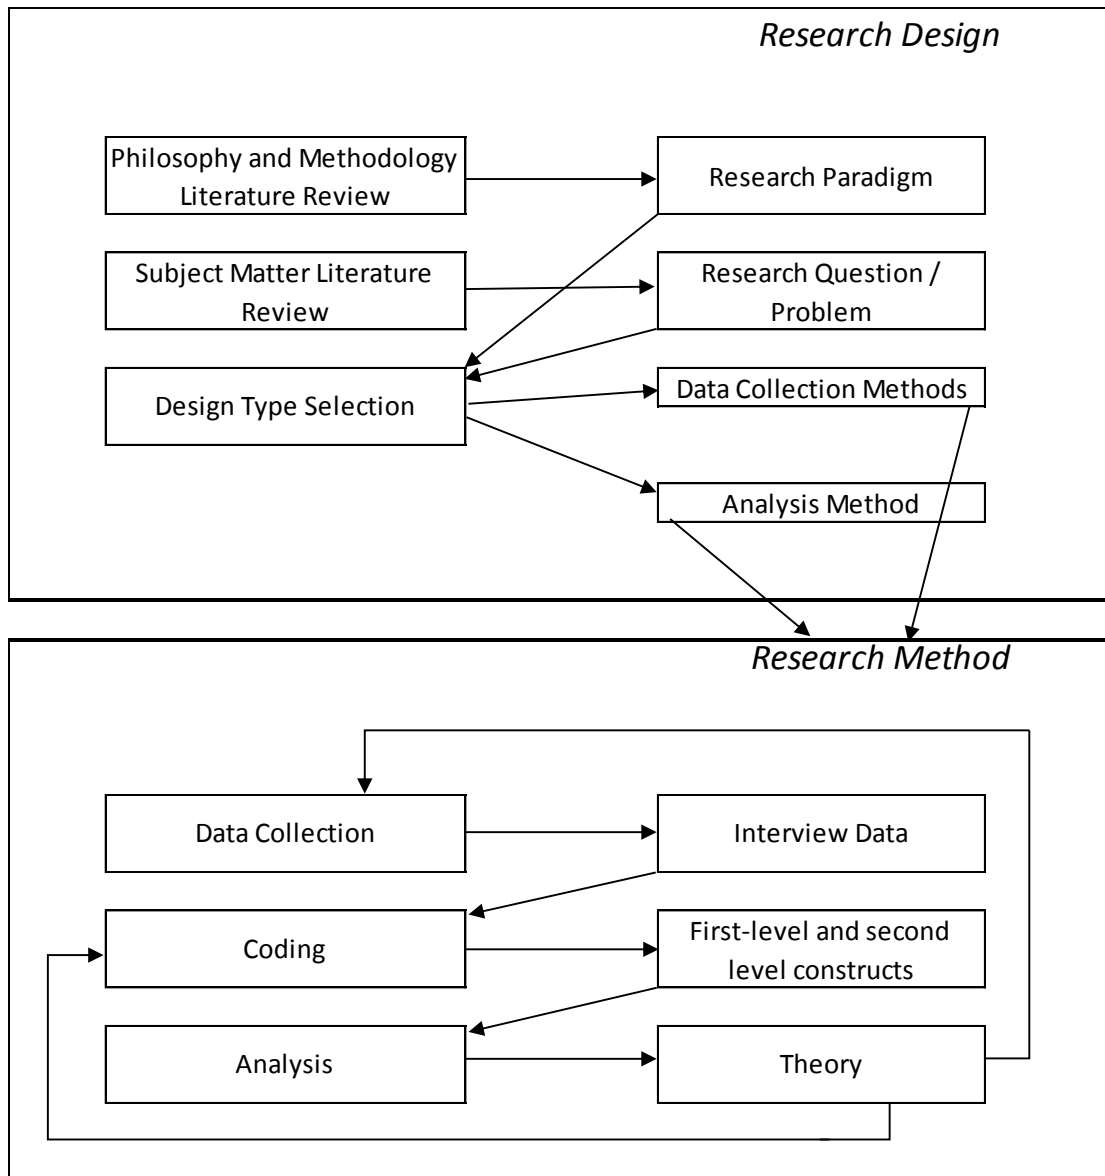 Research Design
Philosophy and Methodology
Literature Review
Research Paradigm
Subject Matter Literature
Review
Research Question /
Problem
Design Type Selection
Data Collection Methods
Analysis Method
Research Method
Data Collection
Interview Data
Coding
First-level and second
level constructs
Analysis
Theory